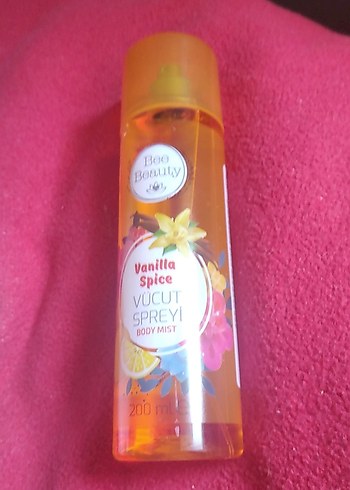 Bee
Beauty
Vanilla
Spice
VÜCUT
SPREYİ
BODY MIST
200 ml